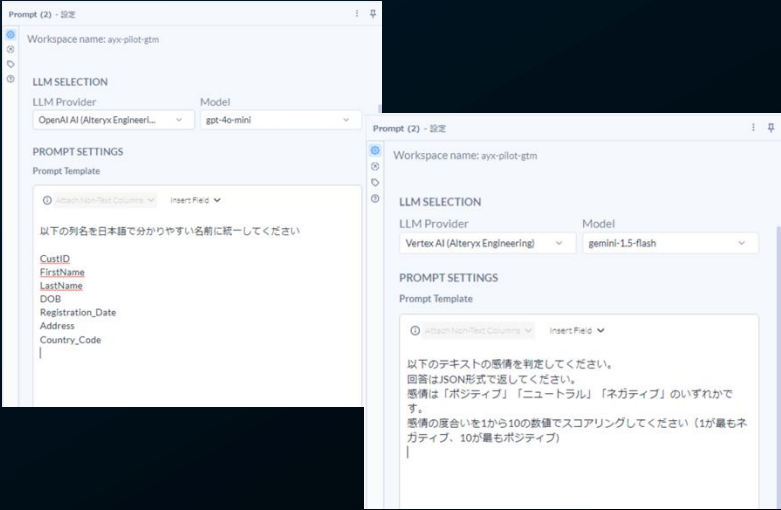 Prompt (2) - 設定
Workspace name: ayx-pilot-gtm
LLM SELECTION
LLM Provider
Model
OpenAI AI (Alteryx Engineeri...
gpt-4o-mini
PROMPT SETTINGS
Prompt Template
Attach Non-Text Columns
Insert Field
以下の列名を日本語で分かりやすい名前に統一してください
CustID
FirstName
LastName
DOB
Registration_Date
Address
Country_Code
Prompt (2) - 設定
Workspace name: ayx-pilot-gtm
LLM SELECTION
LLM Provider
Model
Vertex AI (Alteryx Engineering)
gemini-1.5-flash
PROMPT SETTINGS
Prompt Template
Attach Non-Text Columns
Insert Field
以下のテキストの感情を判定してください。
回答はJSON形式で返してください。
感情は「ポジティブ」「ニュートラル」「ネガティブ」のいずれかで
す。
感情の度合いを1から10の数値でスコアリングしてください（1が最もネ
ガティブ、10が最もポジティブ)